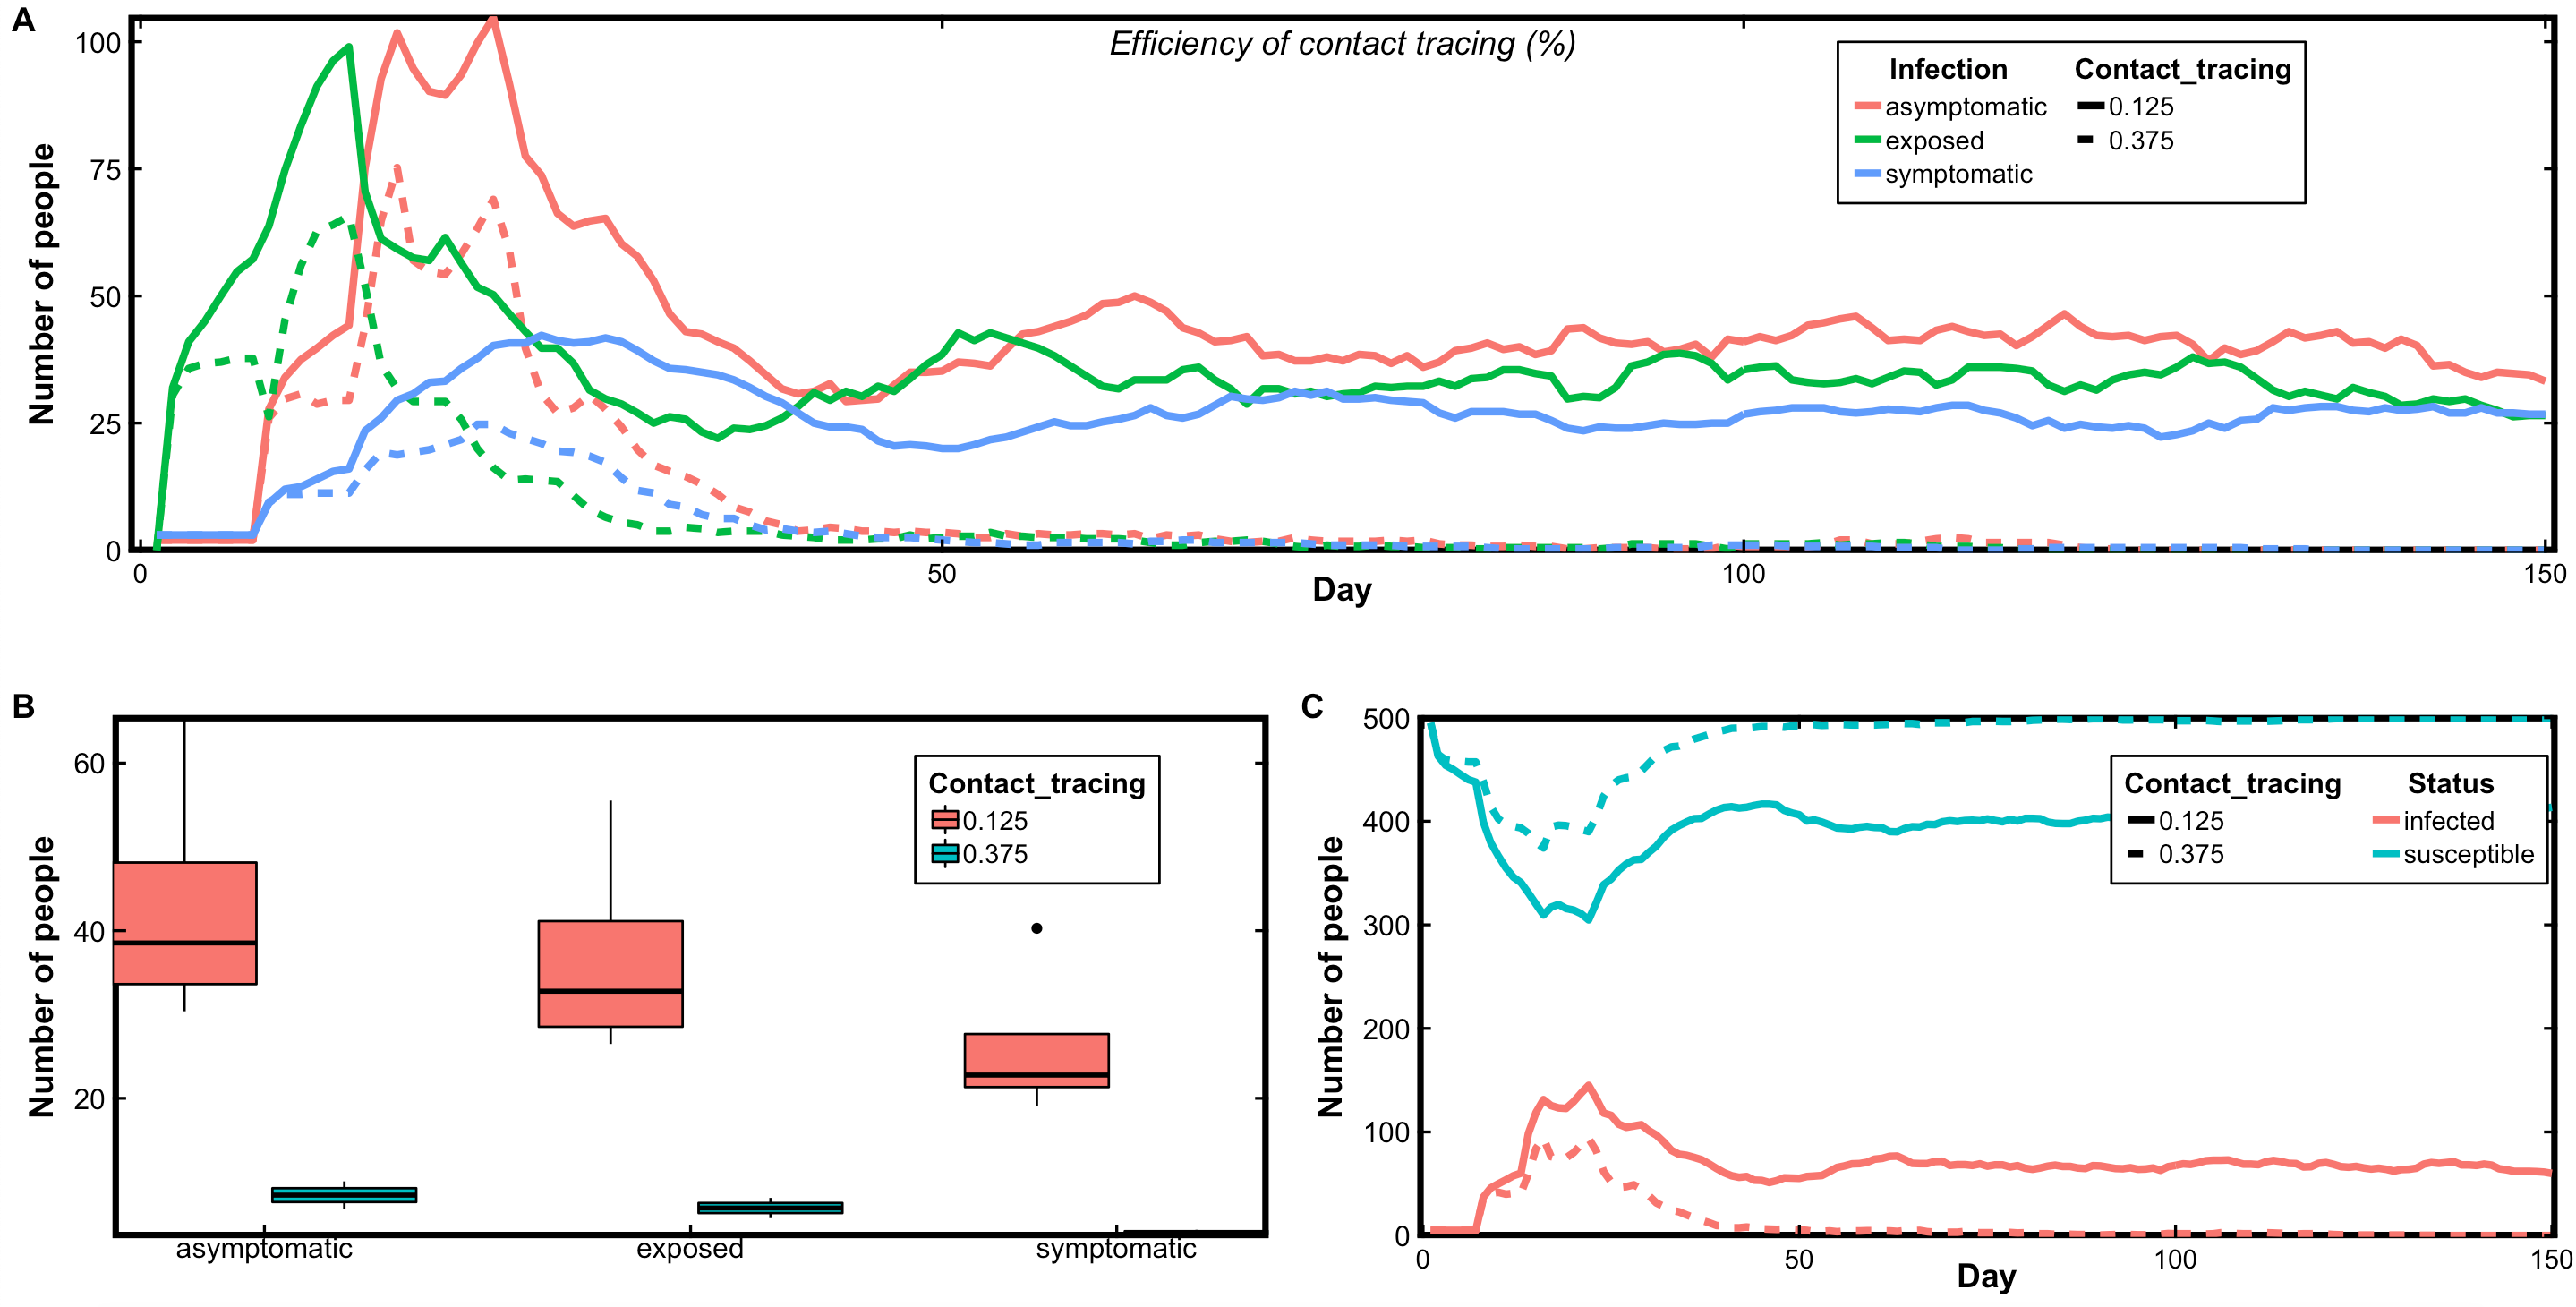 A
Efficiency of contact tracing (%)
Infection Contact_tracing
asymptomatic 0.125
exposed 0.375
symptomatic
Number of people
100
75
50
25
0
0 50 100 150
Day
B
Number of people
60
40
20
Contact_tracing
0.125
0.375
asymptomatic exposed symptomatic
C
Number of people
500
400
300
200
100
0
Contact_tracing Status
0.125 infected
0.375 susceptible
0 50 100 150
Day